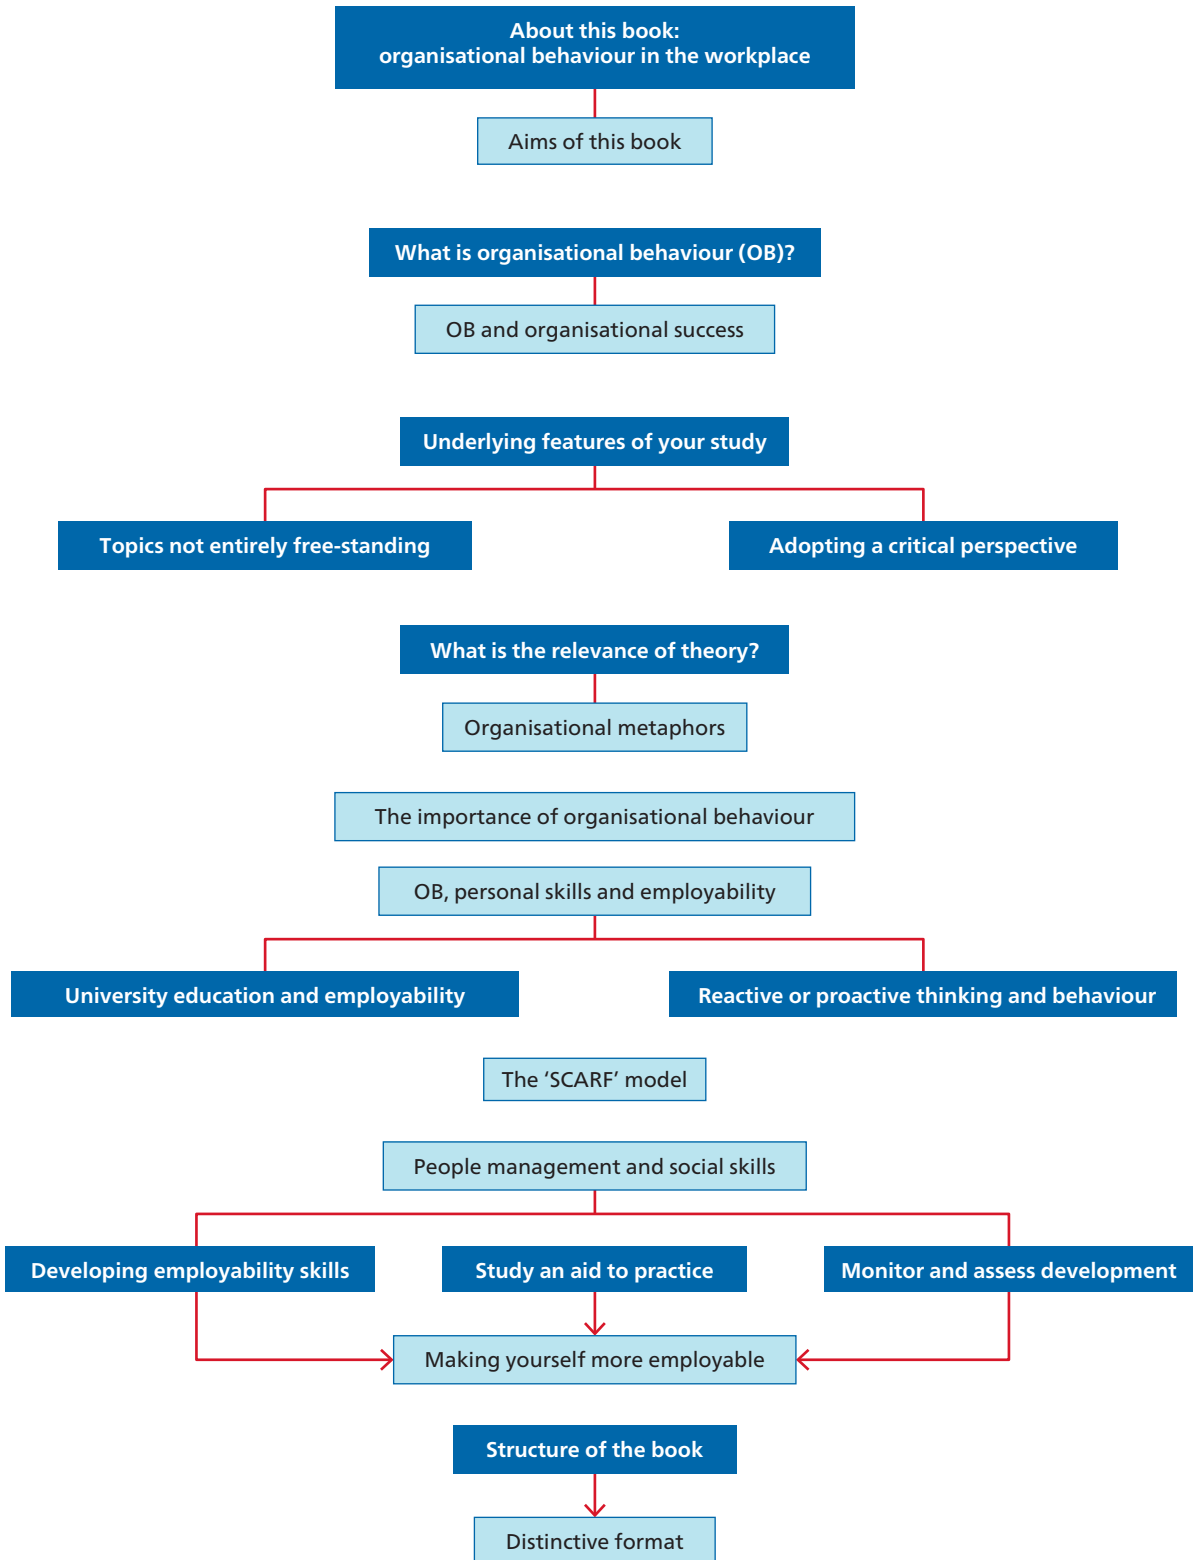 About this book:
organisational behaviour in the workplace
Aims of this book
What is organisational behaviour (OB)?
OB and organisational success
Underlying features of your study
Topics not entirely free-standing
Adopting a critical perspective
What is the relevance of theory?
Organisational metaphors
The importance of organisational behaviour
OB, personal skills and employability
University education and employability
Reactive or proactive thinking and behaviour
The ‘SCARF’ model
People management and social skills
Developing employability skills
Study an aid to practice
Monitor and assess development
Making yourself more employable
Structure of the book
Distinctive format